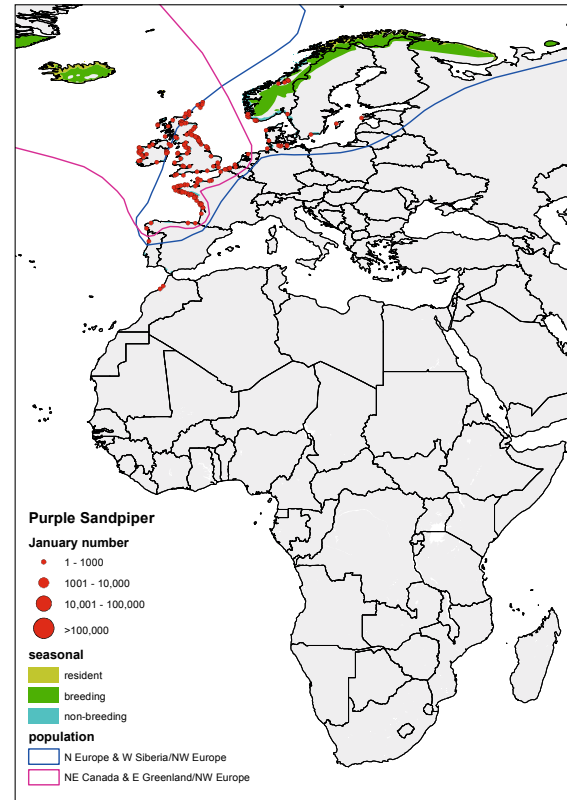 Purple Sandpiper
January number
1 - 1000
1001 - 10,000
10,001 - 100,000
>100,000
seasonal
resident
breeding
non-breeding
population
N Europe & W Siberia/NW Europe
NE Canada & E Greenland/NW Europe